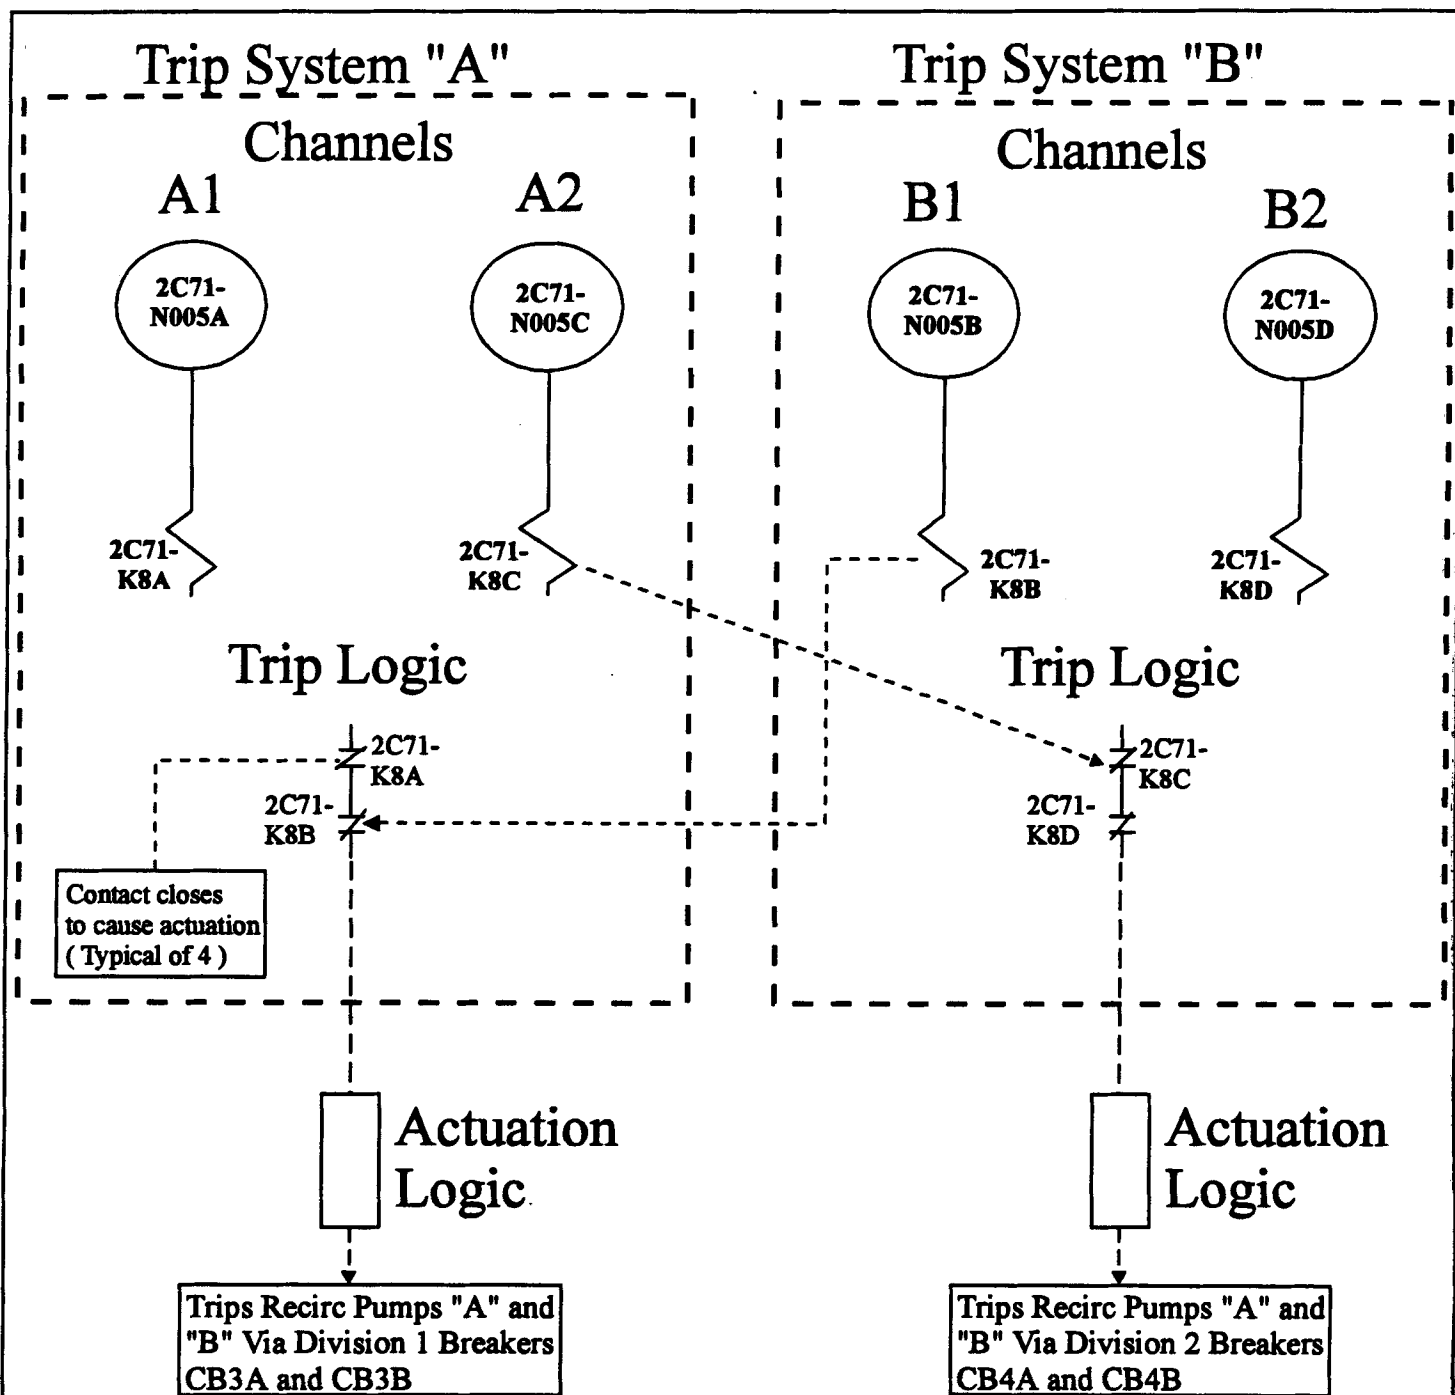 Trip System "A"
Trip System "B"
Channels
Channels
A1
A2
B1
B2
2C71-
N005A
2C71-
N005C
2C71-
N005B
2C71-
N005D
2C71-
K8A
2C71-
K8C
2C71-
K8B
2C71-
K8D
Trip Logic
Trip Logic
2C71-
K8A
2C71-
K8B
2C71-
K8C
2C71-
K8D
Contact closes
to cause actuation
( Typical of 4 )
Actuation
Logic
Actuation
Logic
Trips Recirc Pumps "A" and
"B" Via Division 1 Breakers
CB3A and CB3B
Trips Recirc Pumps "A" and
"B" Via Division 2 Breakers
CB4A and CB4B